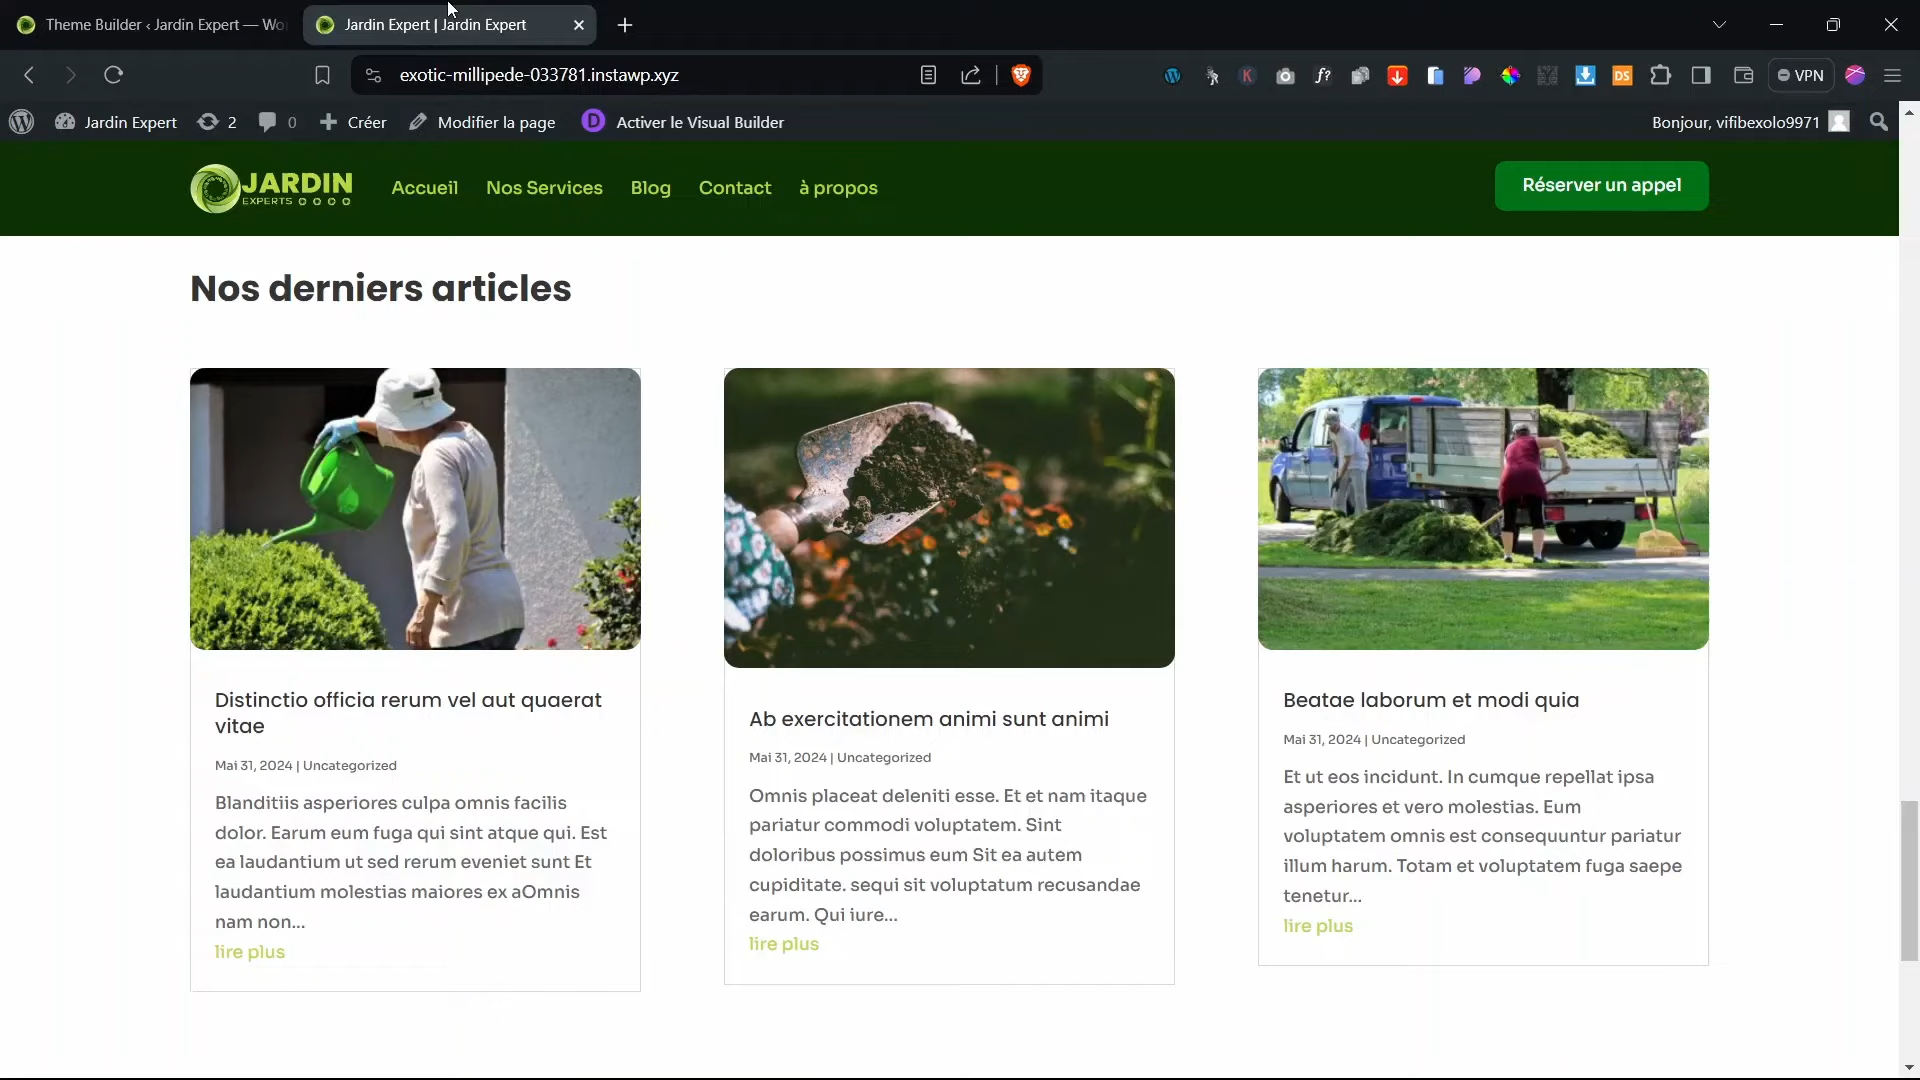 Theme Builder ‹ Jardin Expert — Wo
Jardin Expert | Jardin Expert
exotic-millipede-033781.instawp.xyz
K
f?
DS
VPN
Jardin Expert
2
0
Créer
Modifier la page
D
Activer le Visual Builder
Bonjour, vifibexolo9971
JARDIN
EXPERTS
Accueil
Nos Services
Blog
Contact
à propos
Réserver un appel
Nos derniers articles
Distinctio officia rerum vel aut quaerat
vitae
Mai 31, 2024 | Uncategorized
Blanditiis asperiores culpa omnis facilis
dolor. Earum eum fuga qui sint atque qui. Est
ea laudantium ut sed rerum eveniet sunt Et
laudantium molestias maiores ex aOmnis
nam non...
lire plus
Ab exercitationem animi sunt animi
Mai 31, 2024 | Uncategorized
Omnis placeat deleniti esse. Et et nam itaque
pariatur commodi voluptatem. Sint
doloribus possimus eum Sit ea autem
cupiditate. sequi sit voluptatum recusandae
earum. Qui iure...
lire plus
Beatae laborum et modi quia
Mai 31, 2024 | Uncategorized
Et ut eos incidunt. In cumque repellat ipsa
asperiores et vero molestias. Eum
voluptatem omnis est consequuntur pariatur
illum harum. Totam et voluptatem fuga saepe
tenetur...
lire plus